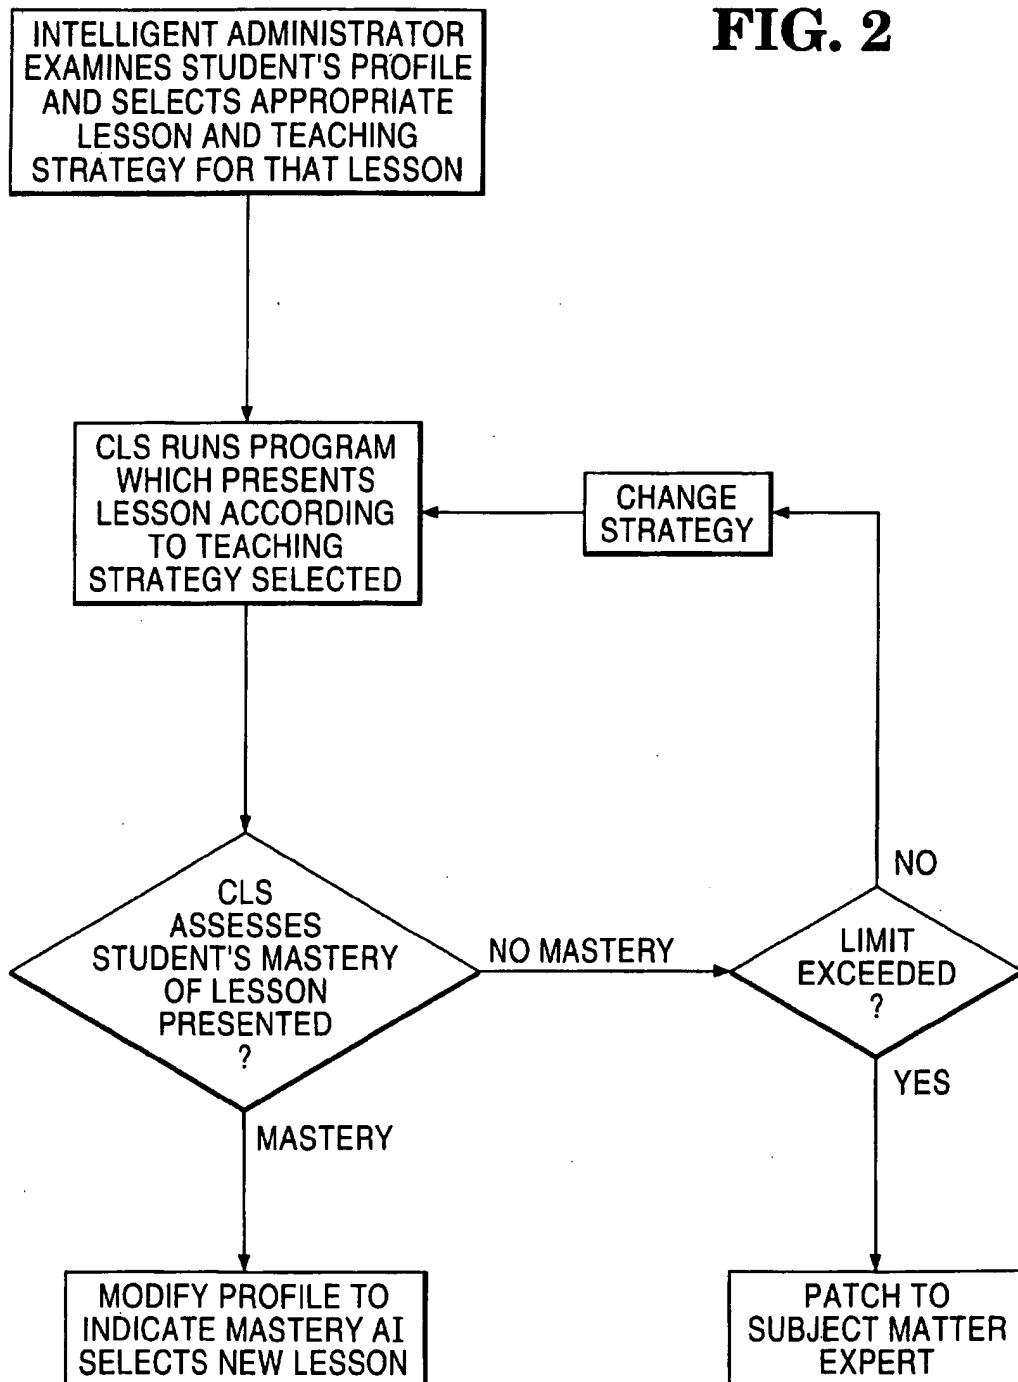 FIG. 2
INTELLIGENT ADMINISTRATOR
EXAMINES STUDENT'S PROFILE
AND SELECTS APPROPRIATE
LESSON AND TEACHING
STRATEGY FOR THAT LESSON
CLS RUNS PROGRAM
WHICH PRESENTS
LESSON ACCORDING
TO TEACHING
STRATEGY SELECTED
CHANGE
STRATEGY
CLS
ASSESSES
STUDENT'S MASTERY
OF LESSON
PRESENTED
?
NO MASTERY
LIMIT
EXCEEDED
?
NO
YES
MASTERY
MODIFY PROFILE TO
INDICATE MASTERY AI
SELECTS NEW LESSON
PATCH TO
SUBJECT MATTER
EXPERT